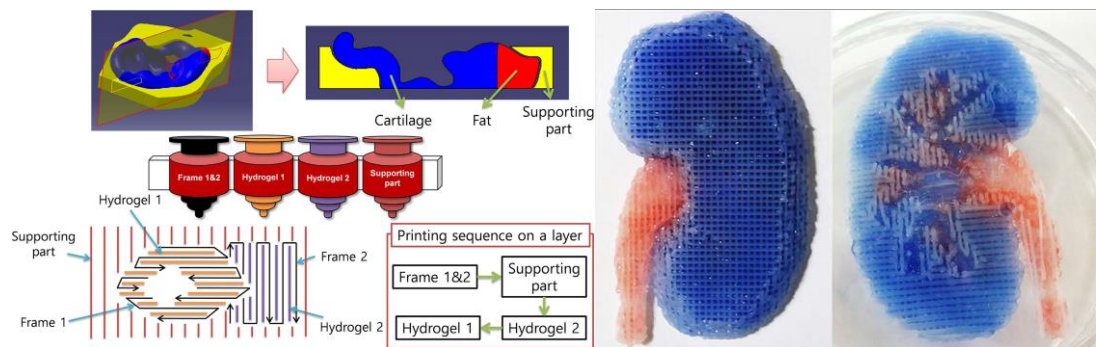 Cartilage
Fat
Supporting
part
Frame 1&2
Hydrogel 1
Hydrogel 2
Supporting
part
Hydrogel 1
Supporting
part
Frame 2
Frame 1
Hydrogel 2
Printing sequence on a layer
Frame 1&2
Supporting
part
Hydrogel 1
Hydrogel 2